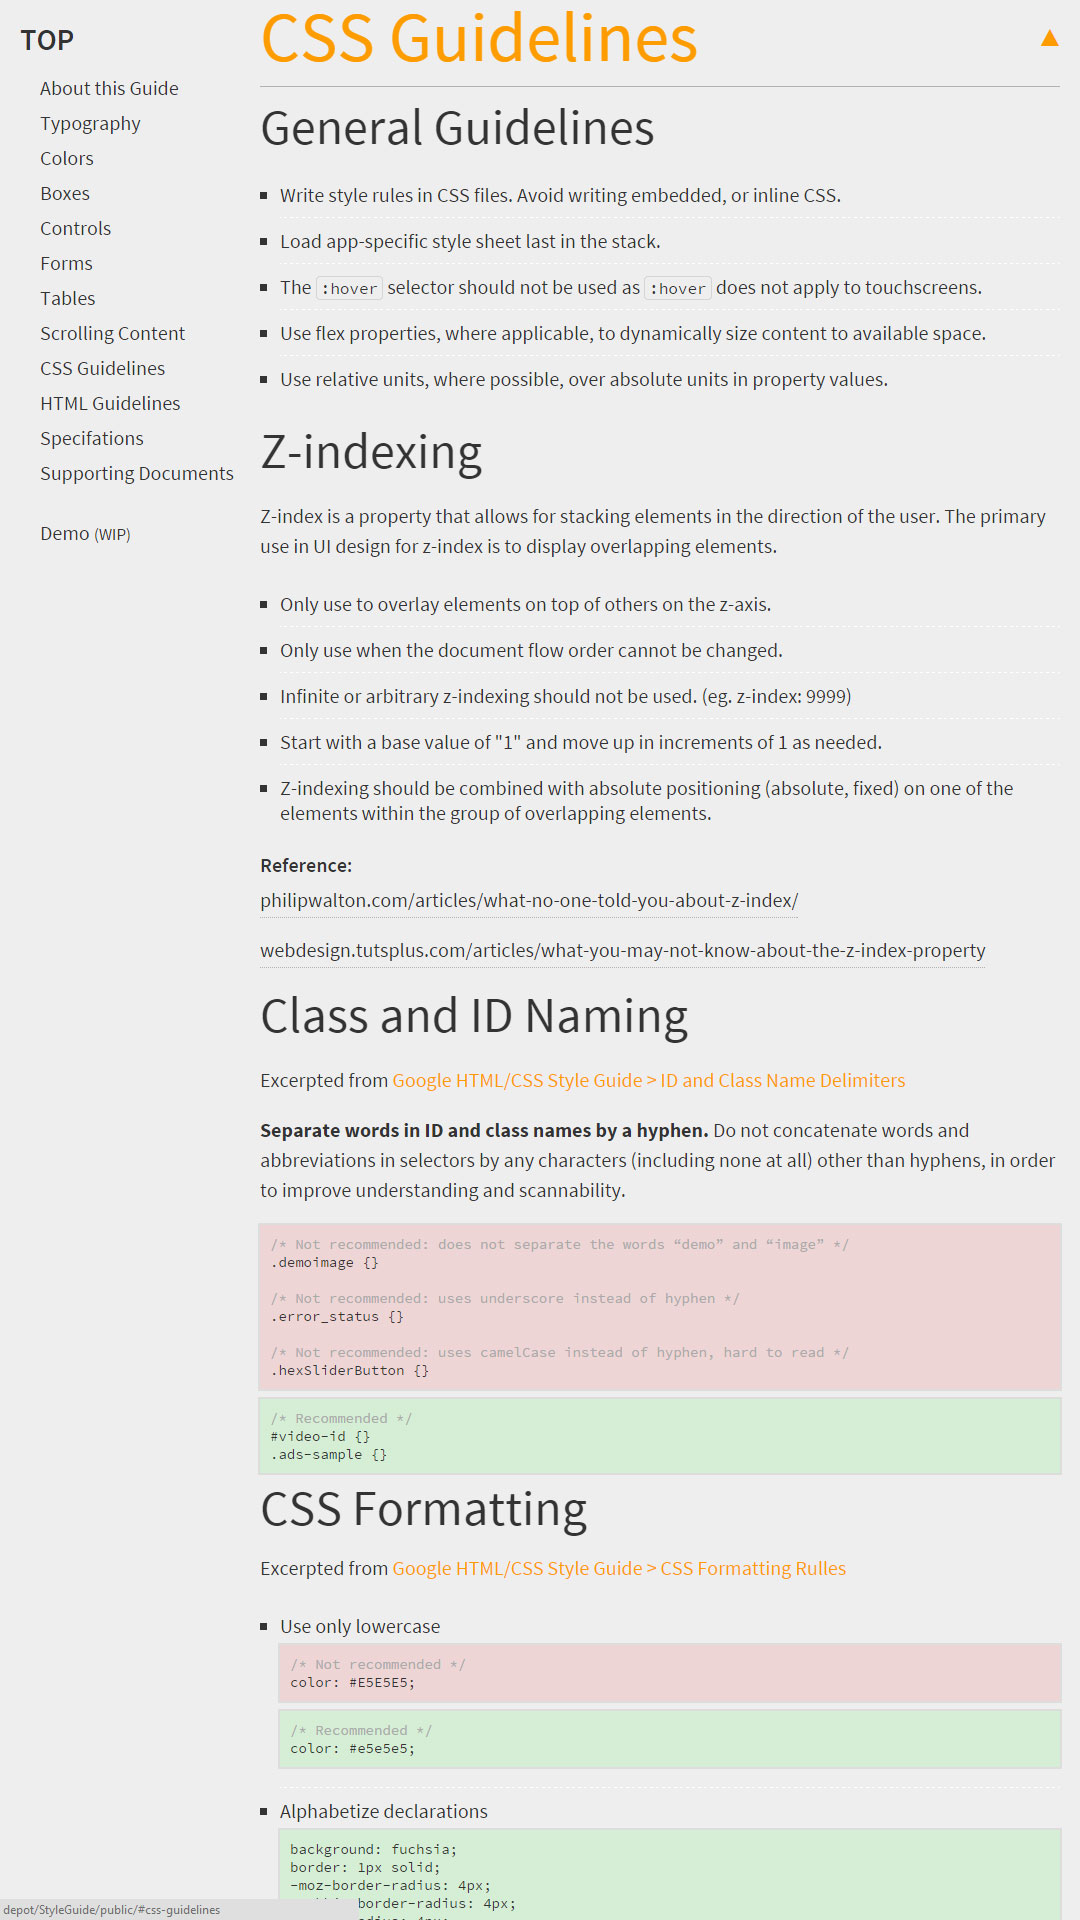 TOP
About this Guide
Typography
Colors
Boxes
Controls
Forms
Tables
Scrolling Content
CSS Guidelines
HTML Guidelines
Specifations
Supporting Documents
Demo (WIP)
CSS Guidelines
General Guidelines
Write style rules in CSS files. Avoid writing embedded, or inline CSS.
Load app-specific style sheet last in the stack.
The :hover selector should not be used as :hover does not apply to touchscreens.
Use flex properties, where applicable, to dynamically size content to available space.
Use relative units, where possible, over absolute units in property values.
Z-indexing
Z-index is a property that allows for stacking elements in the direction of the user. The primary
use in UI design for z-index is to display overlapping elements.
Only use to overlay elements on top of others on the z-axis.
Only use when the document flow order cannot be changed.
Infinite or arbitrary z-indexing should not be used. (eg. z-index: 9999)
Start with a base value of "1" and move up in increments of 1 as needed.
Z-indexing should be combined with absolute positioning (absolute, fixed) on one of the
elements within the group of overlapping elements.
Reference:
philipwalton.com/articles/what-no-one-told-you-about-z-index/
webdesign.tutsplus.com/articles/what-you-may-not-know-about-the-z-index-property
Class and ID Naming
Excerpted from Google HTML/CSS Style Guide > ID and Class Name Delimiters
Separate words in ID and class names by a hyphen. Do not concatenate words and
abbreviations in selectors by any characters (including none at all) other than hyphens, in order
to improve understanding and scannability.
/* Not recommended: does not separate the words “demo” and “image” */
.demoimage {}
/* Not recommended: uses underscore instead of hyphen */
.error_status {}
/* Not recommended: uses camelCase instead of hyphen, hard to read */
.hexSliderButton {}
/* Recommended */
#video-id {}
.ads-sample {}
CSS Formatting
Excerpted from Google HTML/CSS Style Guide > CSS Formatting Rulles
Use only lowercase
/* Not recommended */
color: #E5E5E5;
/* Recommended */
color: #e5e5e5;
Alphabetize declarations
background: fuchsia;
border: 1px solid;
-moz-border-radius: 4px;
border-radius: 4px;
depot/StyleGuide/public/#css-guidelines